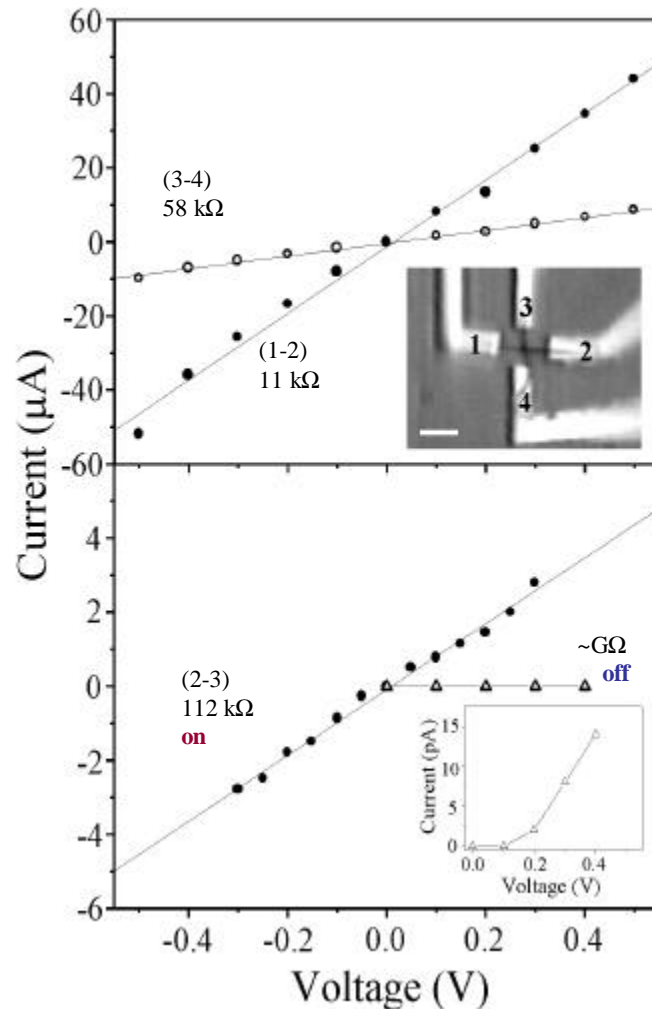 60
40
20
0
-20
-40
-60
(3-4)
58 kΩ
(1-2)
11 kΩ
3
1
2
4
Current (μA)
4
2
0
-2
-4
-6
(2-3)
112 kΩ
on
~GΩ
off
15
10
5
0
Current (pA)
0.0 0.2 0.4
Voltage (V)
-0.4 -0.2 0.0 0.2 0.4
Voltage (V)